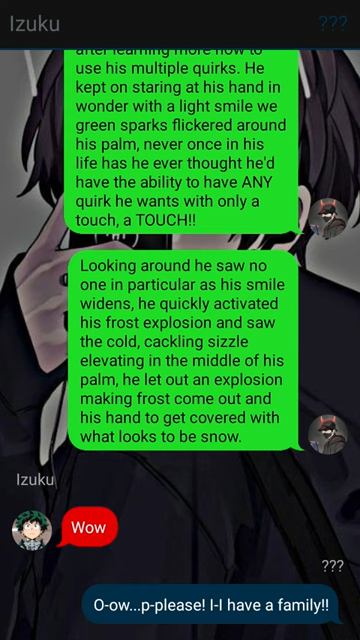 Izuku ???
after learning more how to
use his multiple quirks. He
kept on staring at his hand in
wonder with a light smile we
green sparks flickered around
his palm, never once in his
life has he ever thought he'd
have the ability to have ANY
quirk he wants with only a
touch, a TOUCH!!
Looking around he saw no
one in particular as his smile
widens, he quickly activated
his frost explosion and saw
the cold, cackling sizzle
elevating in the middle of his
palm, he let out an explosion
making frost come out and
his hand to get covered with
what looks to be snow.
Izuku
Wow
???
O-ow...p-please! I-I have a family!!